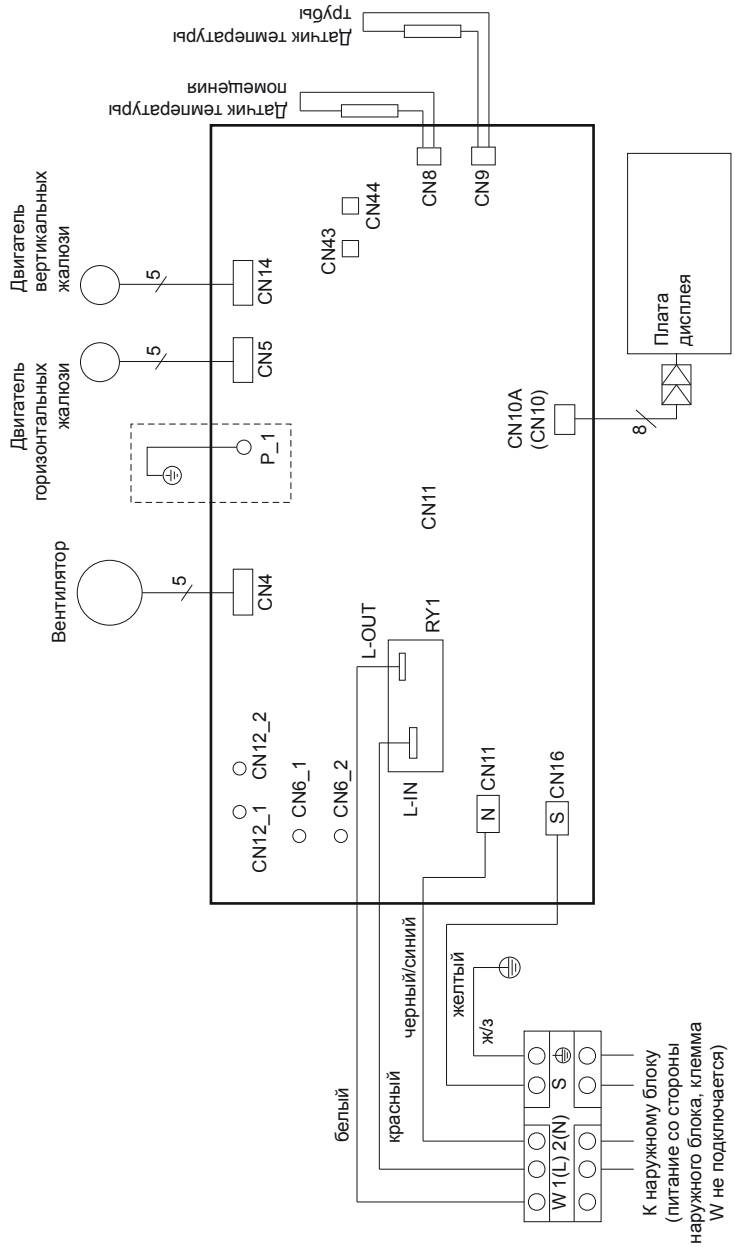 Двигатель
вертикальных
жалюзи
5
CN14
Двигатель
горизонтальных
жалюзи
5
CN5
P_1
Вентилятор
5
CN4
Датчик температуры
помещения
Датчик температуры
трубы
CN8
CN9
CN43
CN44
CN12_1
CN12_2
CN6_1
CN6_2
L-OUT
L-IN
RY1
CN11
N
CN11
S
CN16
CN10A
(CN10)
8
Плата
дисплея
белый
красный
черный/синий
желтый
ж/з
W 1(L) 2(N)
S
К наружному блоку
(питание со стороны
наружного блока, клемма
W не подключается)